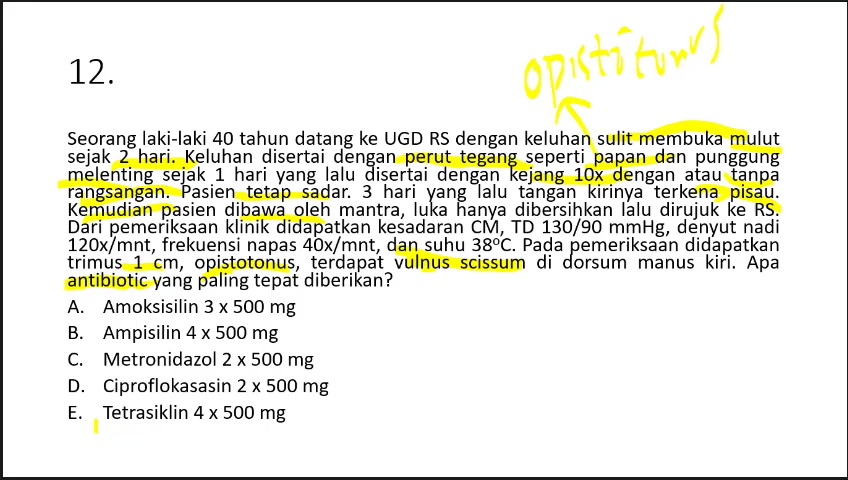 12.
opistotunus
Seorang laki-laki 40 tahun datang ke UGD RS dengan keluhan sulit membuka mulut
sejak 2 hari. Keluhan disertai dengan perut tegang seperti papan dan punggung
melenting sejak 1 hari yang lalu disertai dengan kejang 10x dengan atau tanpa
rangsangan. Pasien tetap sadar. 3 hari yang lalu tangan kirinya terkena pisau.
Kemudian pasien dibawa oleh mantra, luka hanya dibersihkan lalu dirujuk ke RS.
Dari pemeriksaan klinik didapatkan kesadaran CM, TD 130/90 mmHg, denyut nadi
120x/mnt, frekuensi napas 40x/mnt, dan suhu 38°C. Pada pemeriksaan didapatkan
trimus 1 cm, opistotonus, terdapat vulnus scissum di dorsum manus kiri. Apa
antibiotic yang paling tepat diberikan?
A. Amoksisilin 3 x 500 mg
B. Ampisilin 4 x 500 mg
C. Metronidazol 2 x 500 mg
D. Ciproflokasasin 2 x 500 mg
E. Tetrasiklin 4 x 500 mg